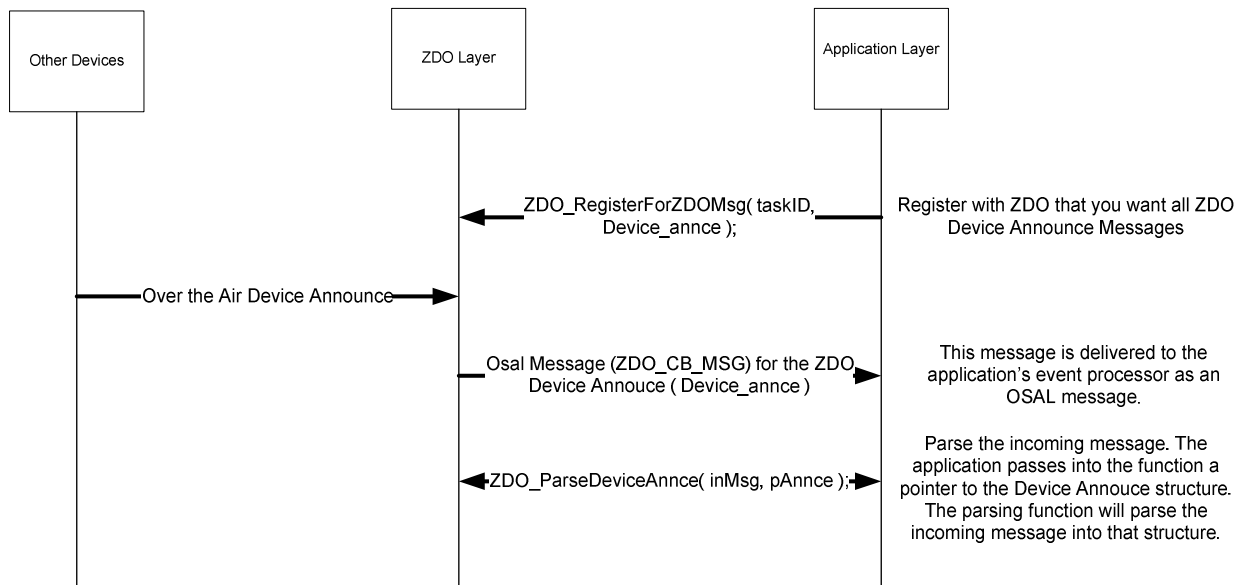 Other Devices
ZDO Layer
Application Layer
ZDO_RegisterForZDOMsg( taskID,
Device_annce );
Register with ZDO that you want all ZDO
Device Announce Messages
Over the Air Device Announce
Osal Message (ZDO_CB_MSG) for the ZDO
Device Annouce ( Device_annce )
This message is delivered to the
application’s event processor as an
OSAL message.
ZDO_ParseDeviceAnnce( inMsg, pAnnce );
Parse the incoming message. The
application passes into the function a
pointer to the Device Annouce structure.
The parsing function will parse the
incoming message into that structure.